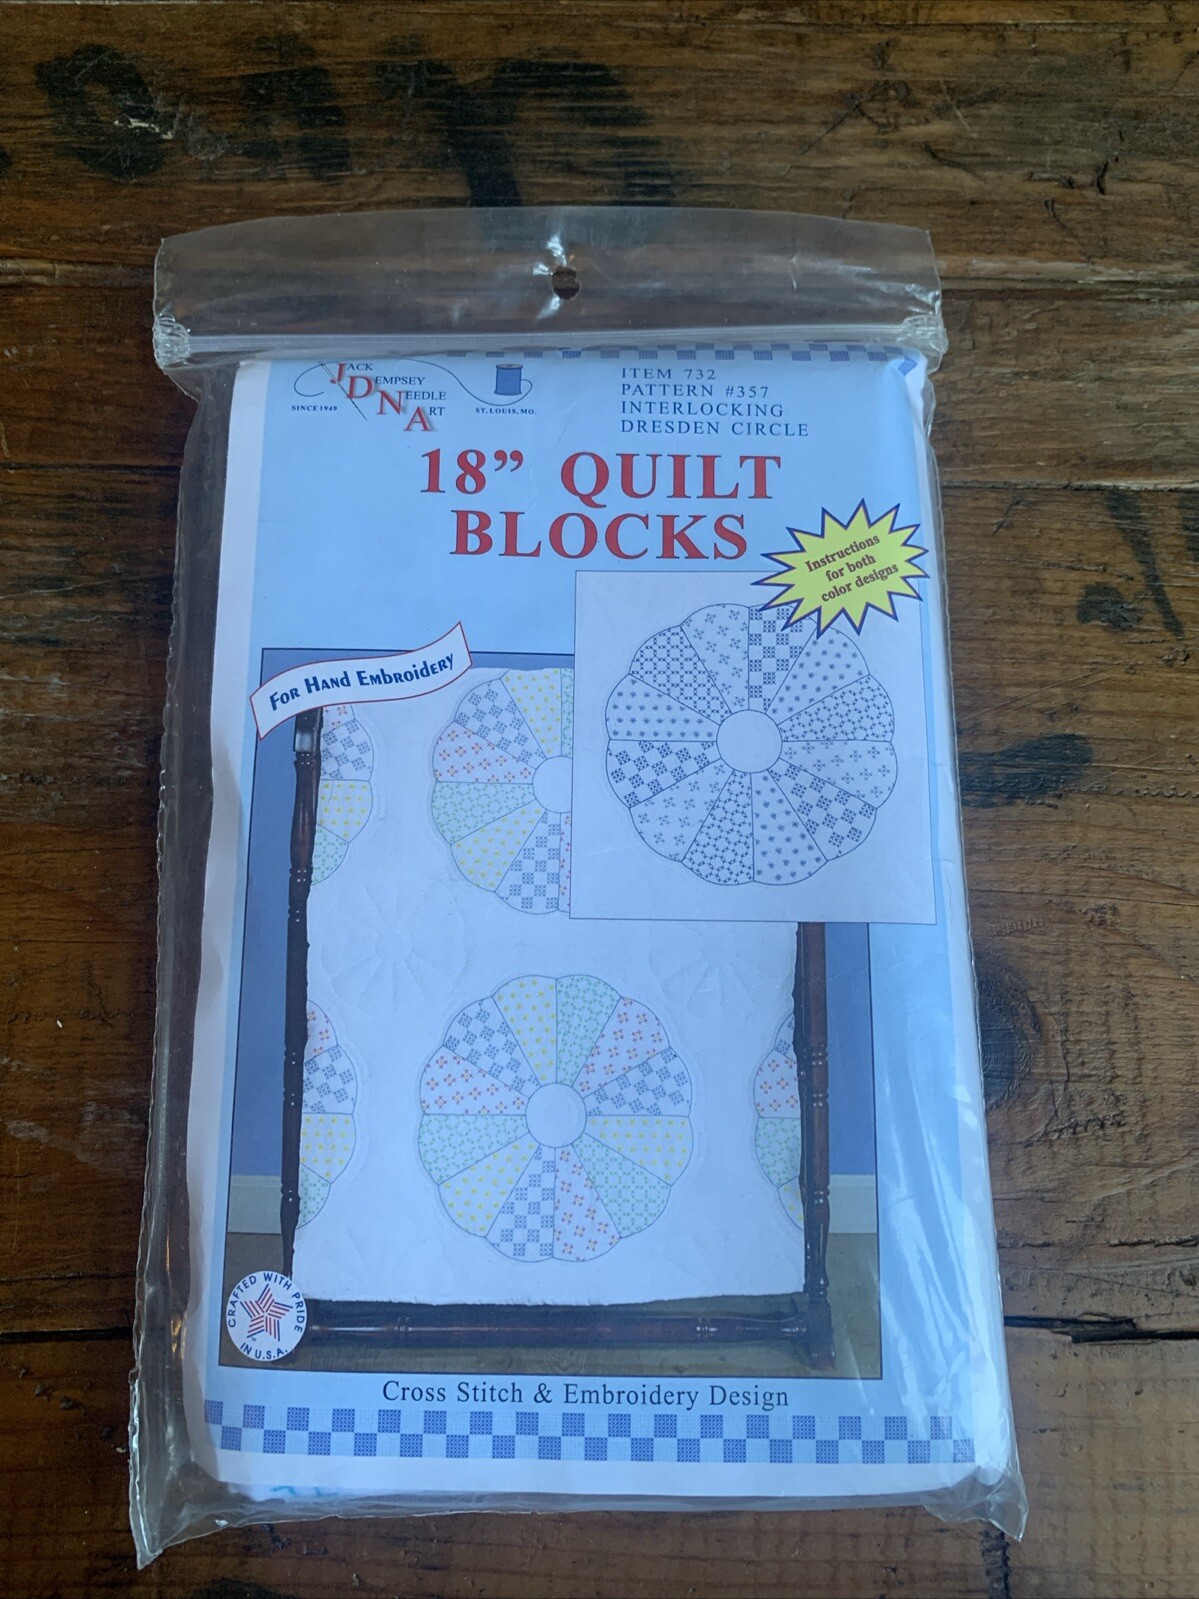 JACK
DEMPSEY
NEEDLE
ART
SINCE 1949
ST. LOUIS, MO.
ITEM 732
PATTERN #357
INTERLOCKING
DRESDEN CIRCLE
18” QUILT
BLOCKS
Instructions
for both
color designs
FOR HAND EMBROIDERY
CRAFTED WITH PRIDE
IN U.S.A.
Cross Stitch & Embroidery Design